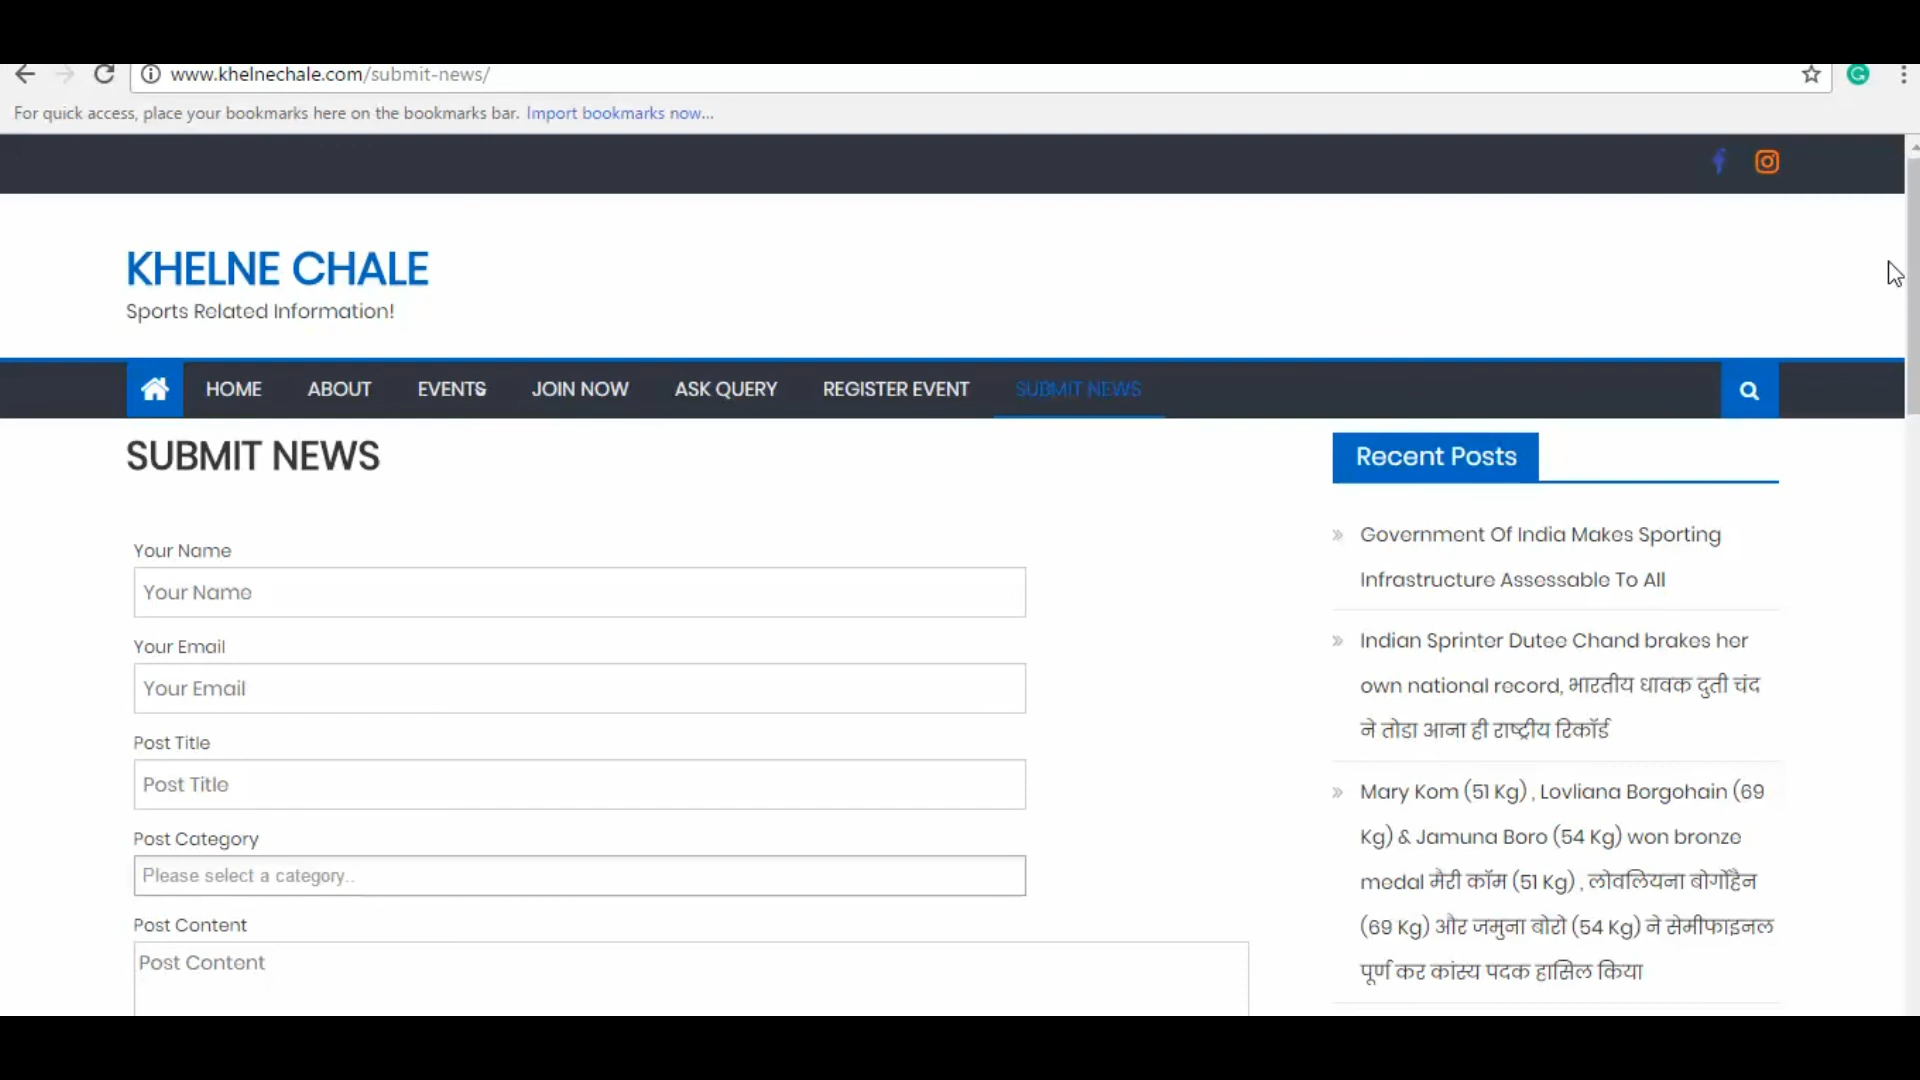 www.khelnechale.com/submit-news/
For quick access, place your bookmarks here on the bookmarks bar. Import bookmarks now...
KHELNE CHALE
Sports Related Information!
HOME ABOUT EVENTS JOIN NOW ASK QUERY REGISTER EVENT SUBMIT NEWS
SUBMIT NEWS
Your Name
Your Name
Your Email
Your Email
Post Title
Post Title
Post Category
Please select a category..
Post Content
Post Content
Recent Posts
Government Of India Makes Sporting
Infrastructure Assessable To All
Indian Sprinter Dutee Chand brakes her
own national record, भारतीय धावक दुती चंद
ने तोडा आना ही राष्ट्रीय रिकॉर्ड
Mary Kom (51 Kg) , Lovliana Borgohain (69
Kg) & Jamuna Boro (54 Kg) won bronze
medal मैरी कॉम (51 Kg) , लोवलियना बोर्गोहैन
(69 Kg) और जमुना बोरो (54 Kg) ने सेमीफाइनल
पूर्ण कर कांस्य पदक हासिल किया